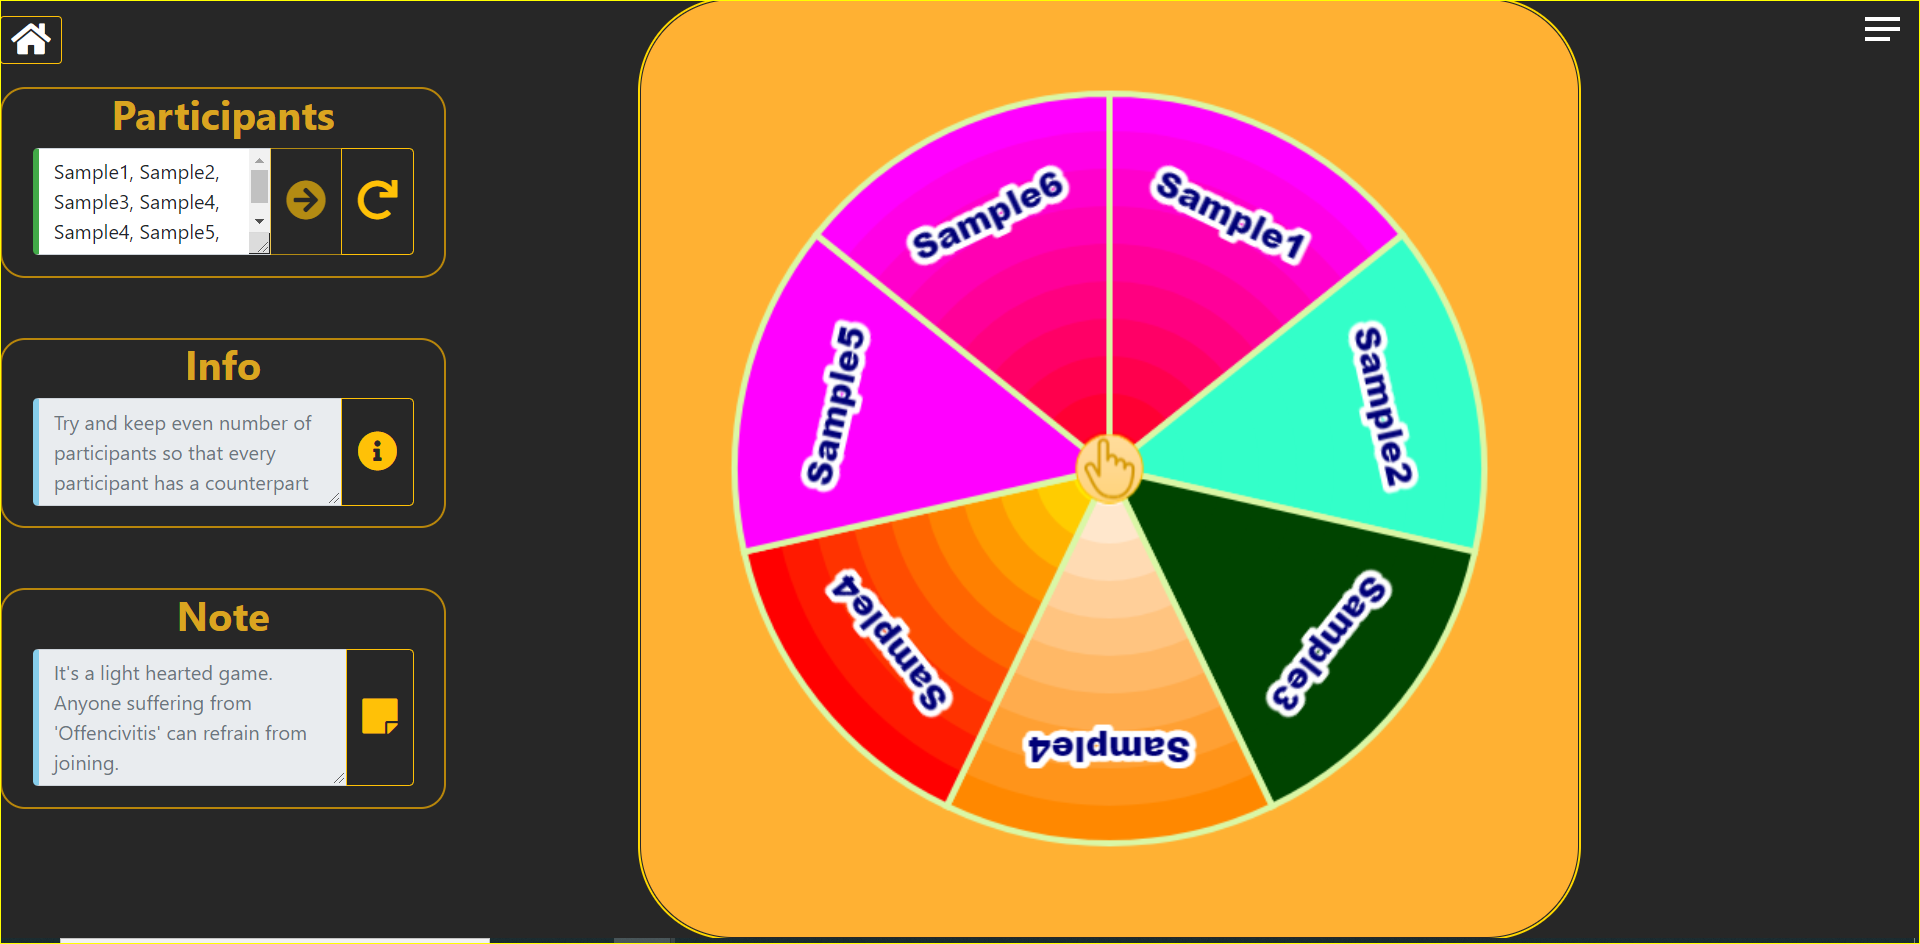 Participants
Sample1, Sample2,
Sample3, Sample4,
Sample4, Sample5,
Info
Try and keep even number of
participants so that every
participant has a counterpart
Note
It's a light hearted game.
Anyone suffering from
'Offencivitis' can refrain from
joining.
Sample6
Sample1
Sample5
Sample2
Sample4
Sample3
Sample4